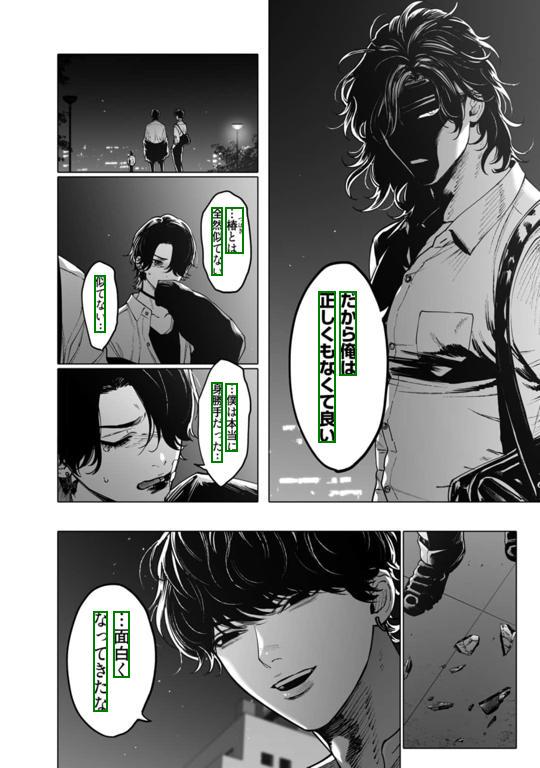 だから俺は
正しくもなくて良い
…椿とは
全然似てない
似てない…
…僕は本当に
身勝手だった…
…面白く
なってきたな